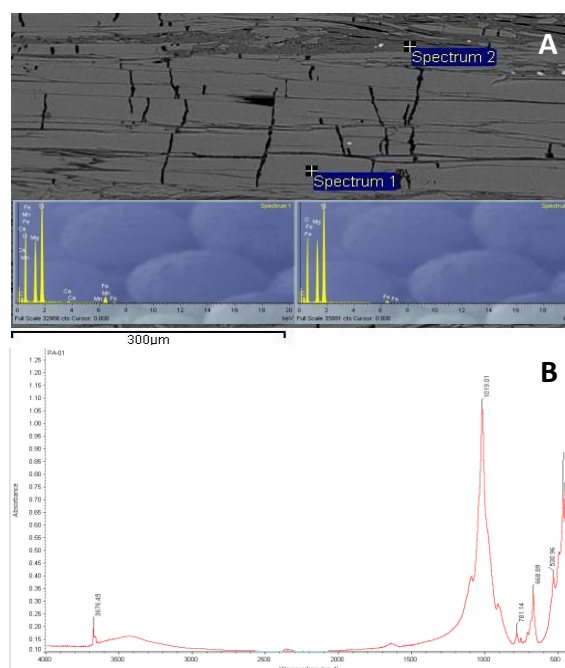 A
Spectrum 2
Spectrum 1
Fe
Mn
Fe
Ca
O
Mg
Si
Ca
Mn
Ca
Ca
Fe
Mn
Mn
Fe
Spectrum 1
0 2 4 6 8 10 12 14 16 18 20
Full Scale 32966 cts Cursor: 0.000
keV
Fe
O
Mg
Fe
Fe
Fe
Spectrum
0 2 4 6 8 10 12 14 16 18
Full Scale 35881 cts Cursor: 0.000
300µm
B
PA-01
1.25
1.20
1.15
1.10
1.05
1.00
0.95
0.90
0.85
0.80
0.75
0.70
0.65
0.60
0.55
0.50
0.45
0.40
0.35
0.30
0.25
0.20
0.15
0.10
Absorbance
3676.45
1019.01
781.14
668.89
530.96
4000 3500 3000 2500 2000 1500 1000 500